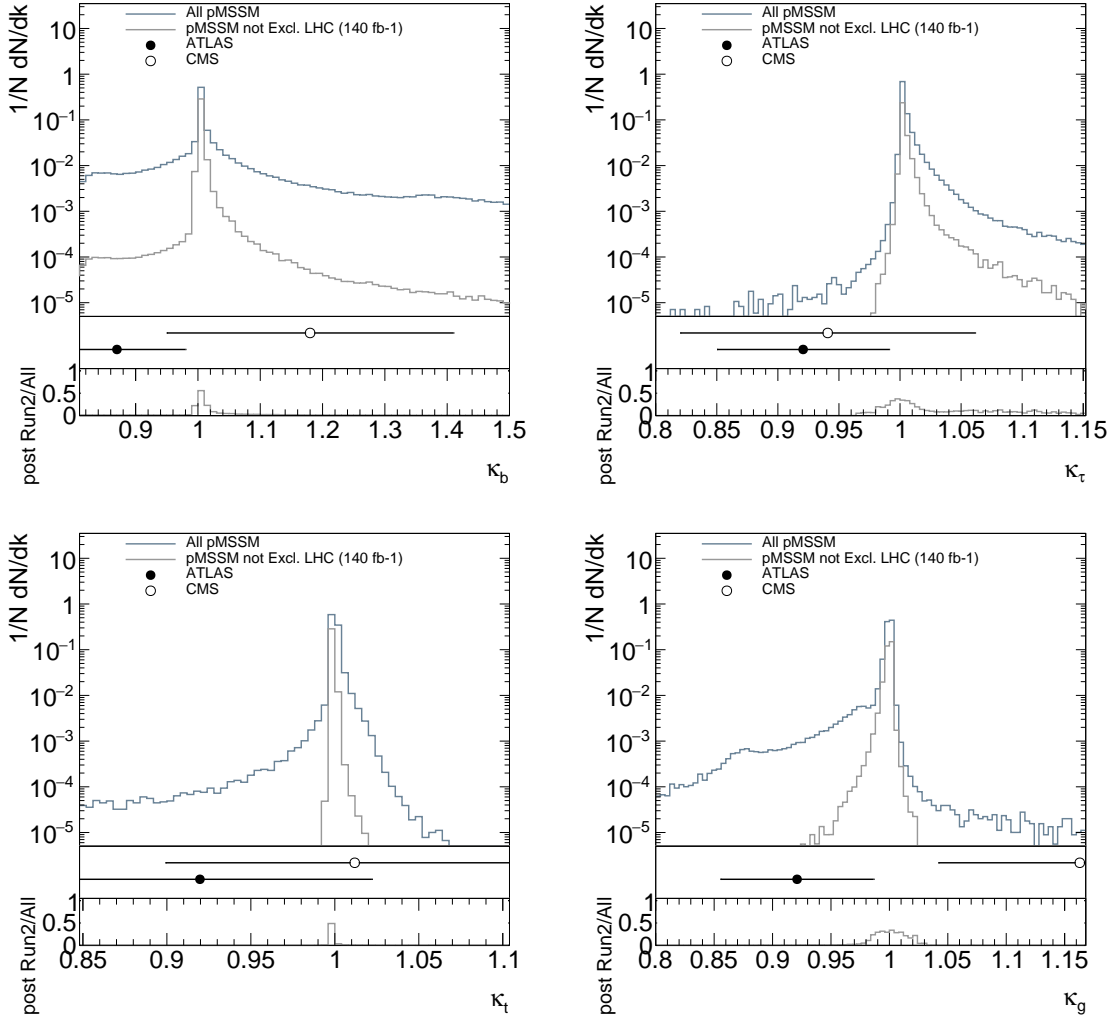 1/N dN/dk
10
1
10−1
10−2
10−3
10−4
10−5
All pMSSM
pMSSM not Excl. LHC (140 fb-1)
ATLAS
CMS
post Run2/All
1
0.5
0
0.9 1 1.1 1.2 1.3 1.4 1.5
κb
1/N dN/dk
10
1
10−1
10−2
10−3
10−4
10−5
All pMSSM
pMSSM not Excl. LHC (140 fb-1)
ATLAS
CMS
post Run2/All
1
0.5
0
0.8 0.85 0.9 0.95 1 1.05 1.1 1.15
κτ
1/N dN/dk
10
1
10−1
10−2
10−3
10−4
10−5
All pMSSM
pMSSM not Excl. LHC (140 fb-1)
ATLAS
CMS
post Run2/All
1
0.5
0
0.85 0.9 0.95 1 1.05 1.1
κt
1/N dN/dk
10
1
10−1
10−2
10−3
10−4
10−5
All pMSSM
pMSSM not Excl. LHC (140 fb-1)
ATLAS
CMS
post Run2/All
1
0.5
0
0.8 0.85 0.9 0.95 1 1.05 1.1 1.15
κg